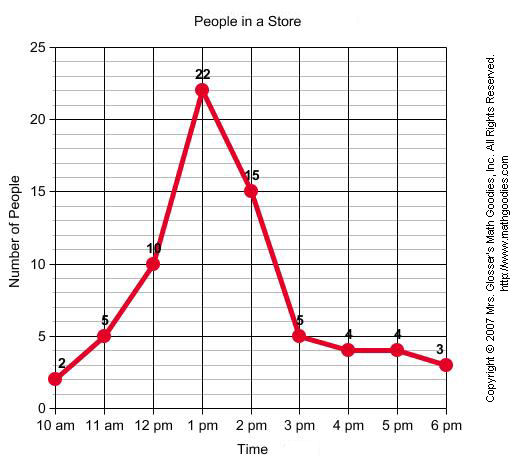 People in a Store
25
20
15
10
5
0
Number of People
2
5
10
22
15
5
4
4
3
10 am 11 am 12 pm 1 pm 2 pm 3 pm 4 pm 5 pm 6 pm
Time
Copyright © 2007 Mrs. Glosser's Math Goodies, Inc. All Rights Reserved.
http://www.mathgoodies.com